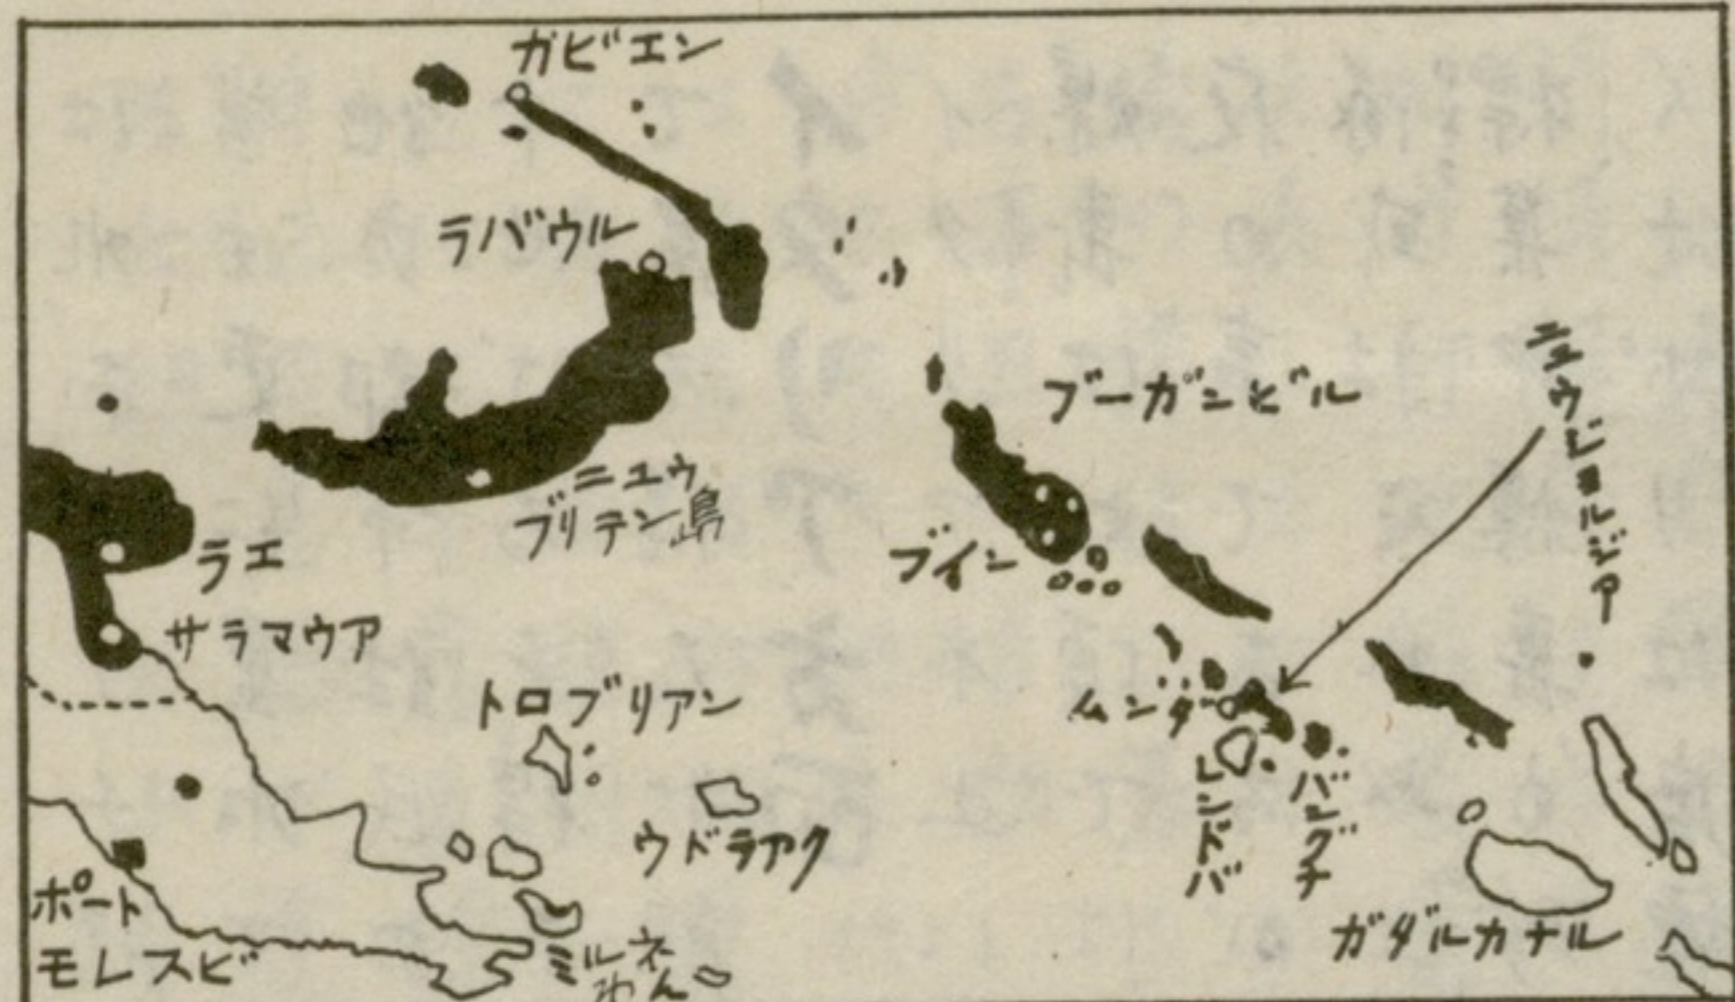 ガビエン
ラバウル
ニュウ
ブリテン島
ブーガンビル
ニュウジョルジア
ブイン
ラエ
サラマウア
トロブリアン
ムンダ
レンドバ
バングナ
ウドラアク
ポート
モレスビ
ミルネ
わん
ガダルカナル